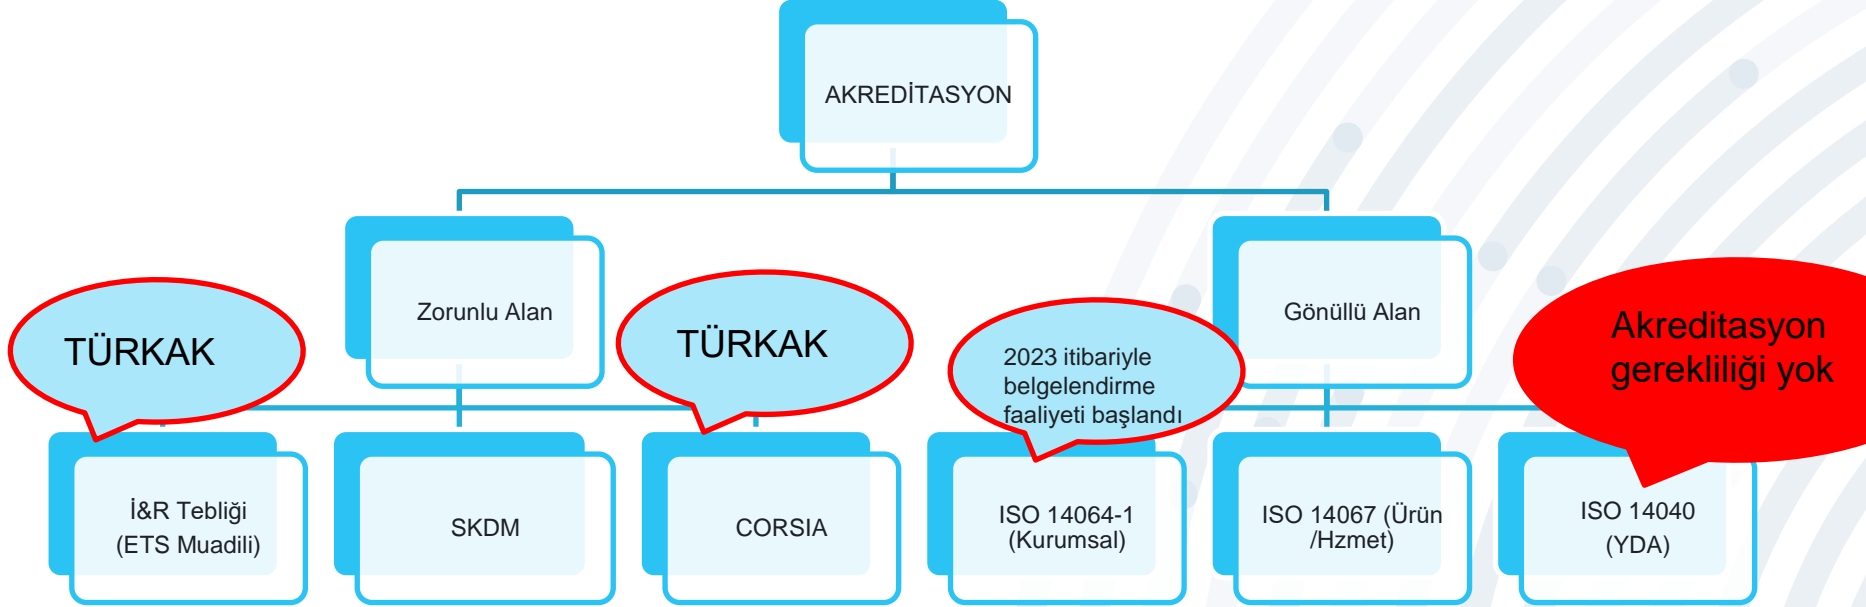 AKREDİTASYON
Zorunlu Alan
Gönüllü Alan
TÜRKAK
TÜRKAK
2023 itibariyle
belgelendirme
faaliyeti başlandı
Akreditasyon
gerekliliği yok
İ&R Tebliği
(ETS Muadili)
SKDM
CORSIA
ISO 14064-1
(Kurumsal)
ISO 14067 (Ürün
/Hzmet)
ISO 14040
(YDA)